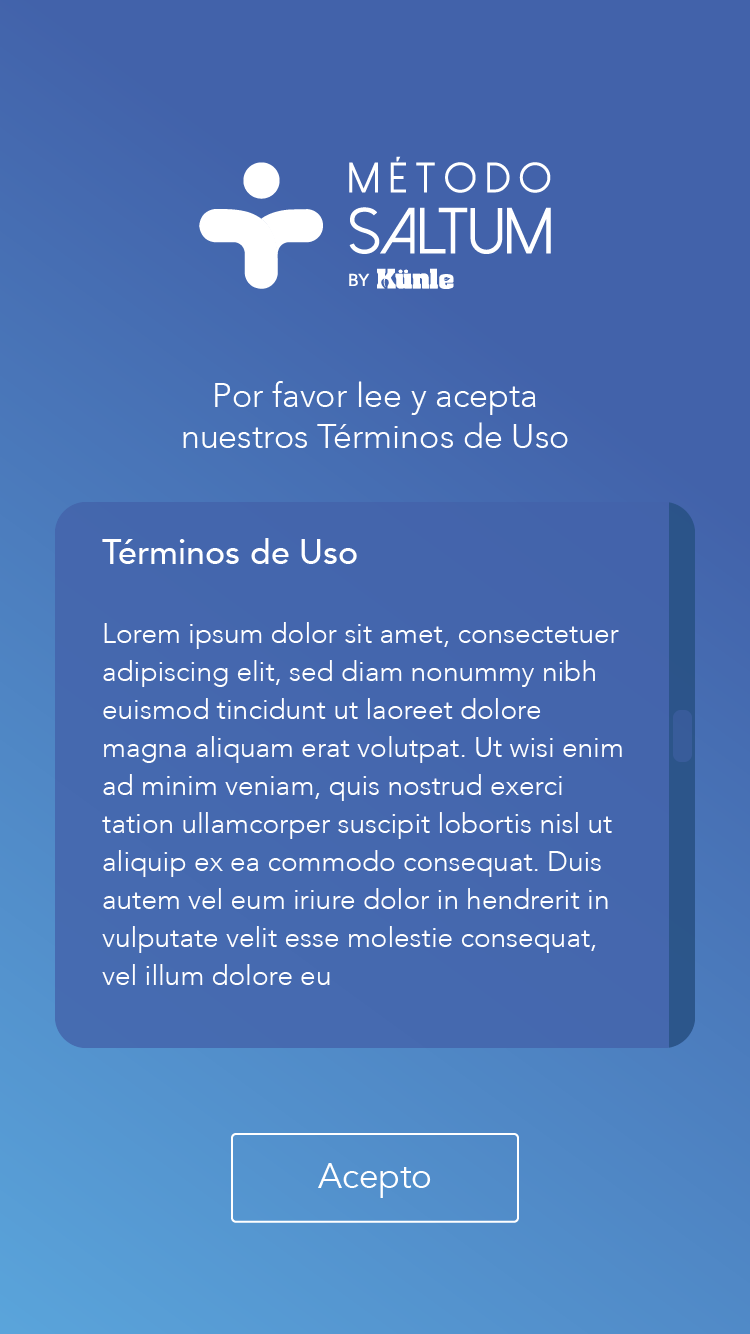 MÉTODO
SALTUM
BY Künle
Por favor lee y acepta
nuestros Términos de Uso
Términos de Uso
Lorem ipsum dolor sit amet, consectetuer
adipiscing elit, sed diam nonummy nibh
euismod tincidunt ut laoreet dolore
magna aliquam erat volutpat. Ut wisi enim
ad minim veniam, quis nostrud exerci
tation ullamcorper suscipit lobortis nisl ut
aliquip ex ea commodo consequat. Duis
autem vel eum iriure dolor in hendrerit in
vulputate velit esse molestie consequat,
vel illum dolore eu
Acepto